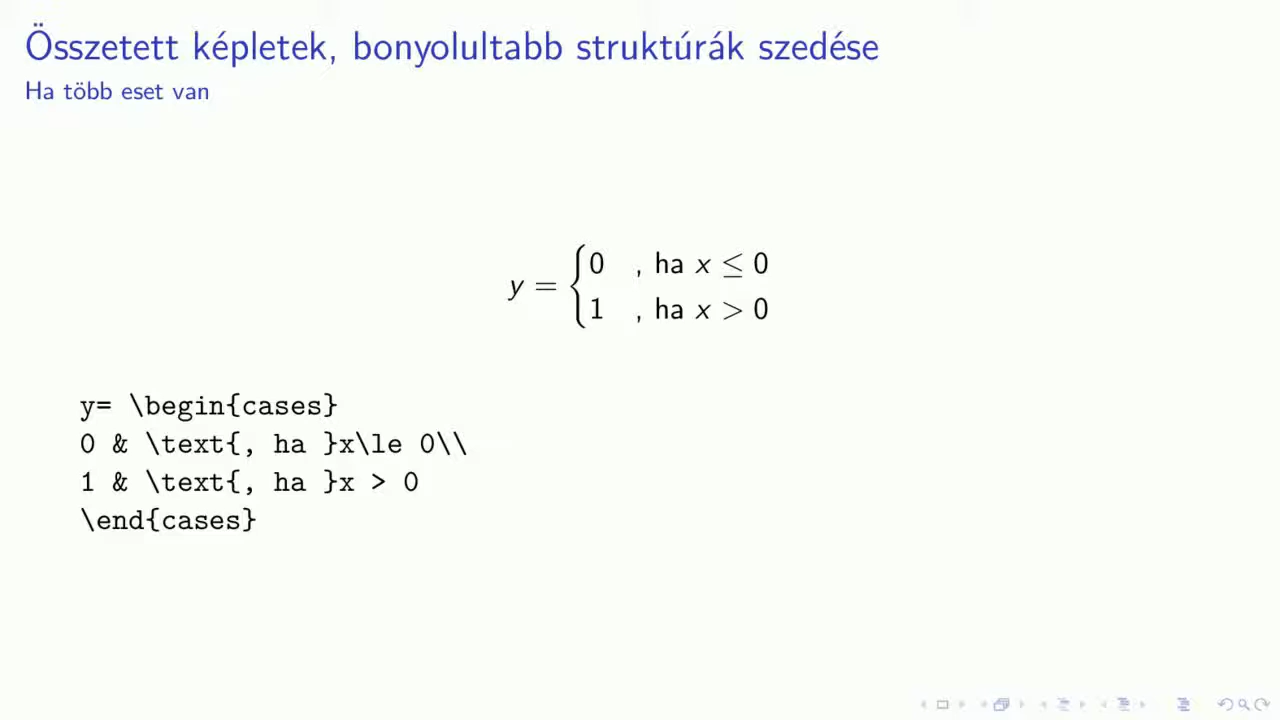 Összetett képletek, bonyolultabb struktúrák szedése
Ha több eset van
y = { 0 , ha x ≤ 0
1 , ha x > 0
y= \begin{cases}
0 & \text{, ha }x\le 0\\
1 & \text{, ha }x > 0
\end{cases}